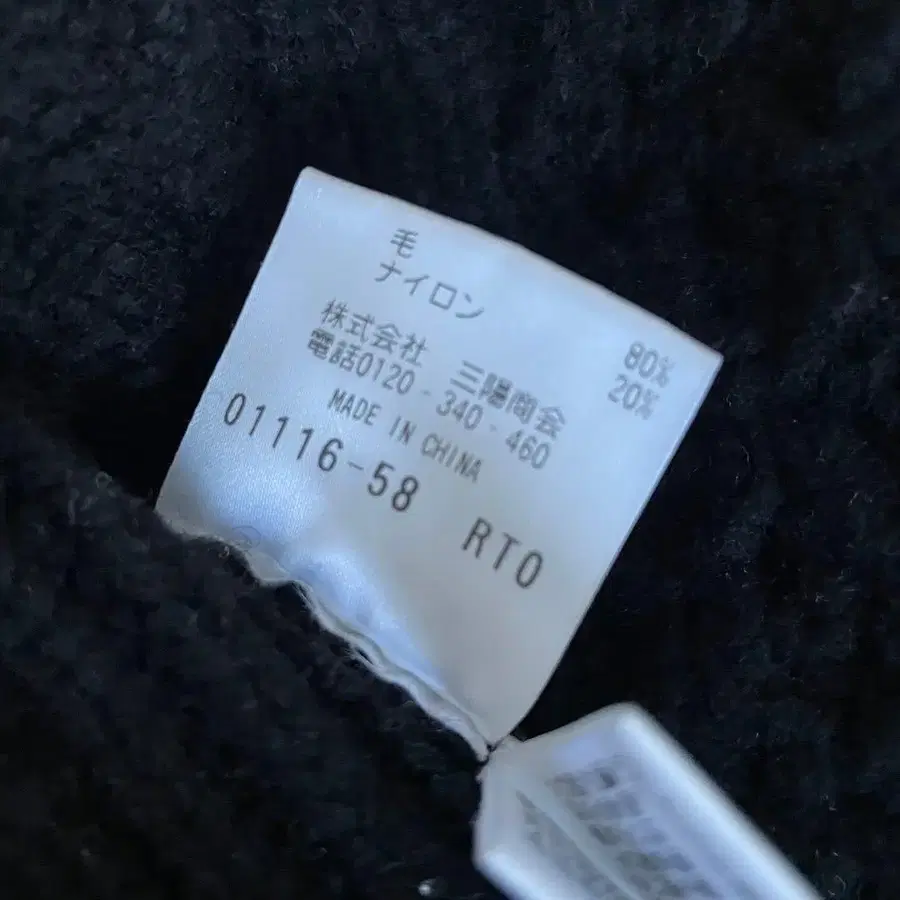 毛 80%
ナイロン 20%
株式会社 三陽商会
電話0120-340-460
MADE IN CHINA
01116-58 RTO